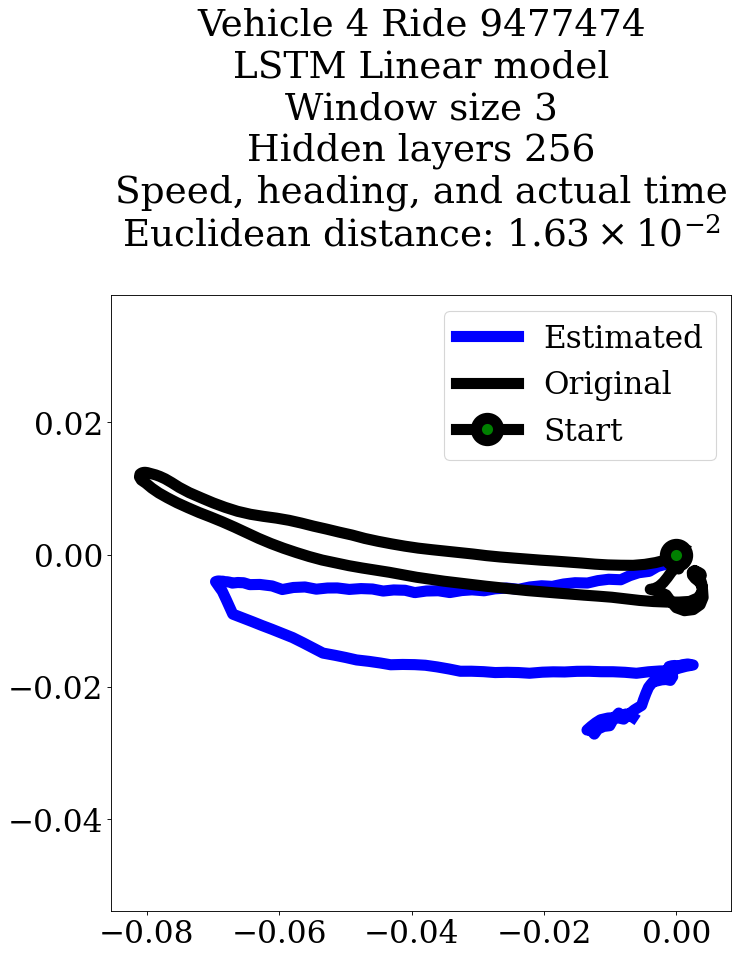 Vehicle 4 Ride 9477474
LSTM Linear model
Window size 3
Hidden layers 256
Speed, heading, and actual time
Euclidean distance: 1.63 × 10⁻²
Estimated
Original
Start
0.02
0.00
−0.02
−0.04
−0.08
−0.06
−0.04
−0.02
0.00